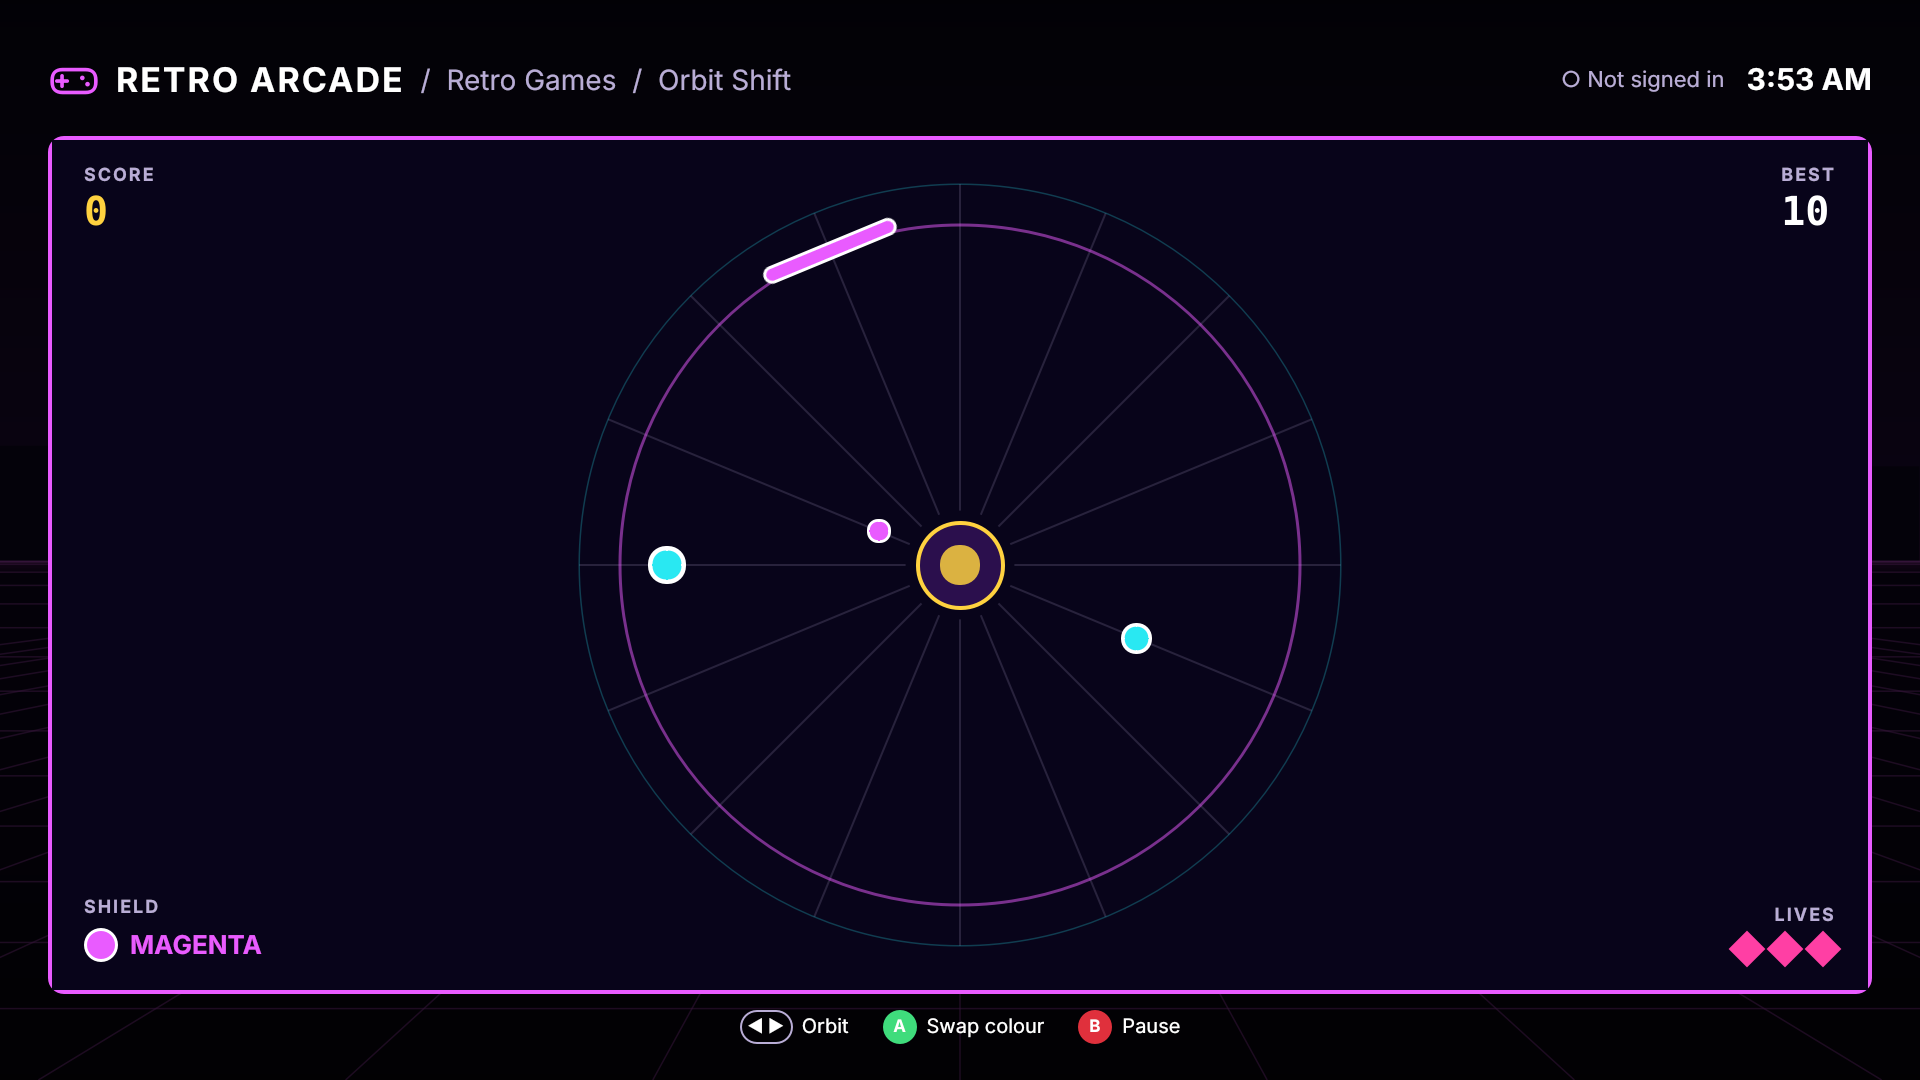 RETRO ARCADE / Retro Games / Orbit Shift
Not signed in 3:53 AM
SCORE
0
BEST
10
SHIELD
MAGENTA
LIVES
Orbit A Swap colour B Pause